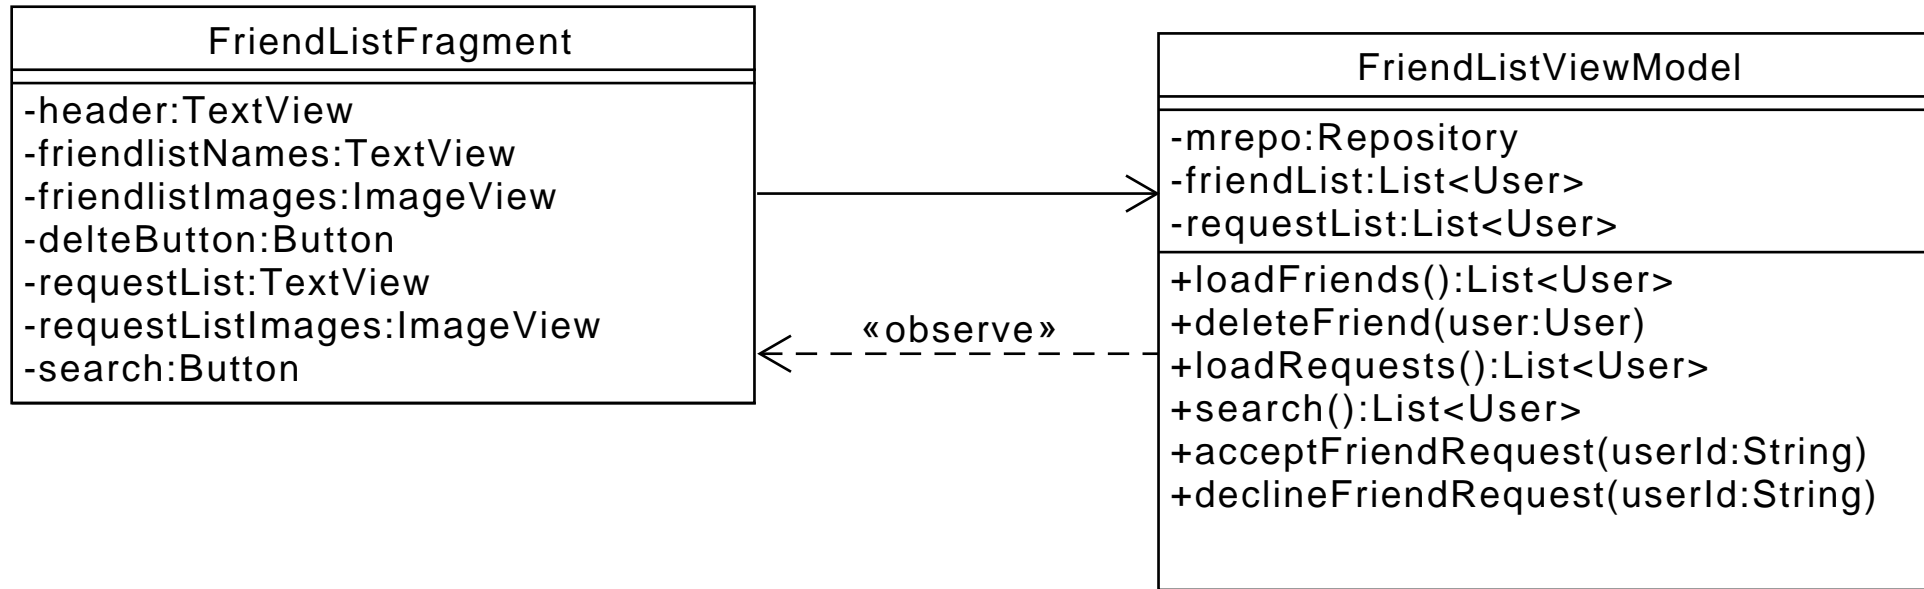 FriendListFragment
-header:TextView
-friendlistNames:TextView
-friendlistImages:ImageView
-delteButton:Button
-requestList:TextView
-requestListImages:ImageView
-search:Button
«observe»
FriendListViewModel
-mrepo:Repository
-friendList:List<User>
-requestList:List<User>
+loadFriends():List<User>
+deleteFriend(user:User)
+loadRequests():List<User>
+search():List<User>
+acceptFriendRequest(userId:String)
+declineFriendRequest(userId:String)